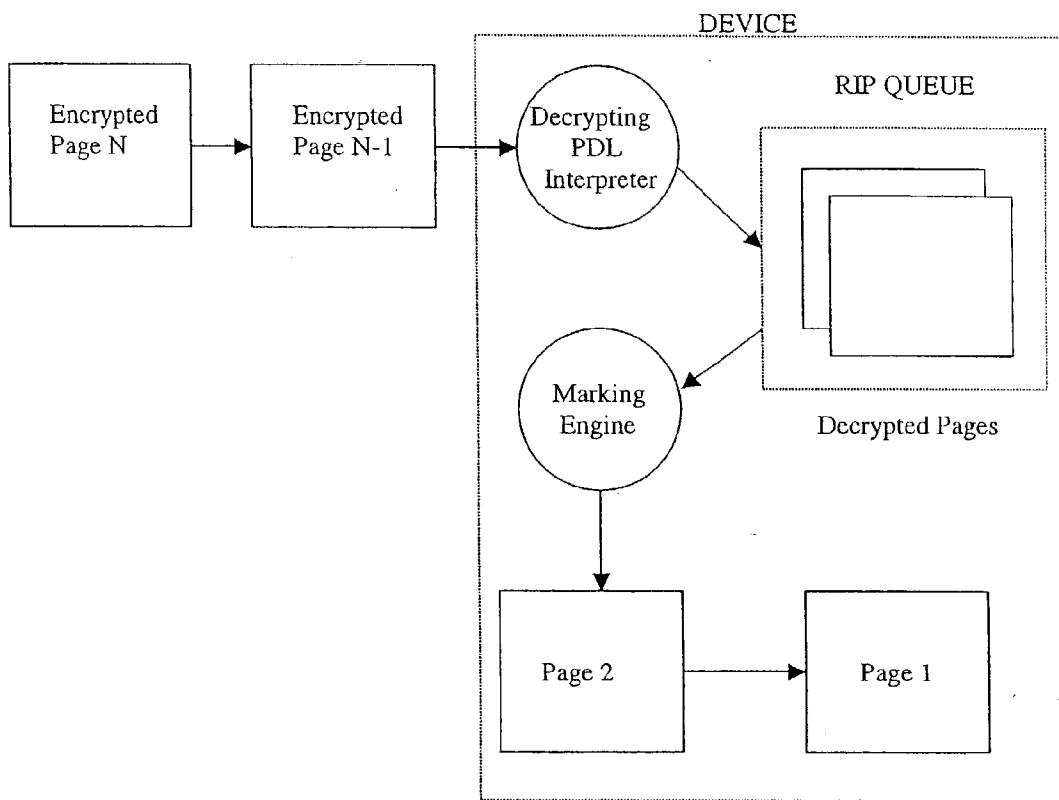 DEVICE
Encrypted
Page N
Encrypted
Page N-1
Decrypting
PDL
Interpreter
RIP QUEUE
Decrypted Pages
Marking
Engine
Page 2
Page 1